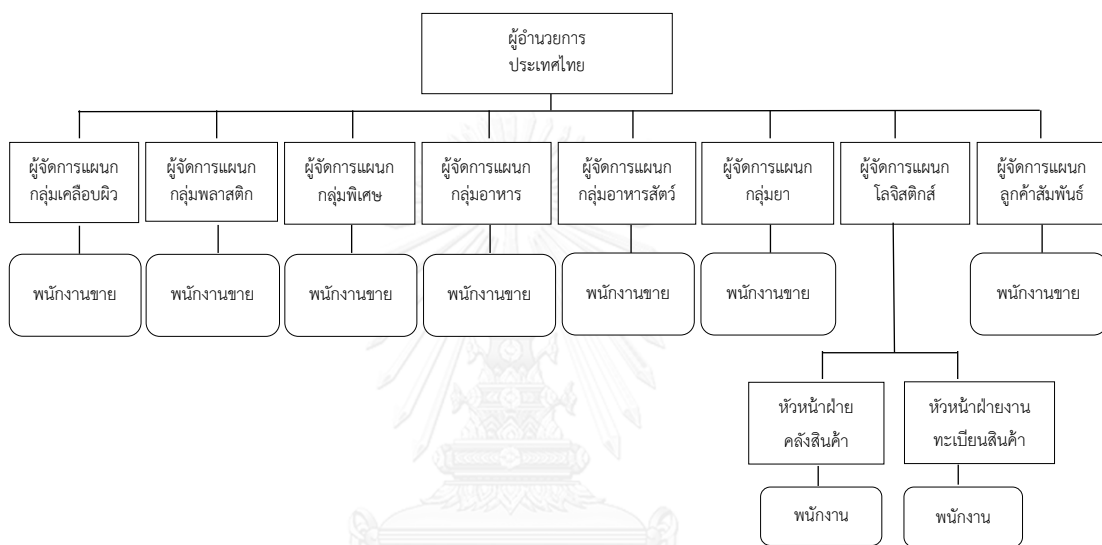 ผู้อำนวยการ
ประเทศไทย
ผู้จัดการแผนก
กลุ่มเคลือบผิว
ผู้จัดการแผนก
กลุ่มพลาสติก
ผู้จัดการแผนก
กลุ่มพิเศษ
ผู้จัดการแผนก
กลุ่มอาหาร
ผู้จัดการแผนก
กลุ่มอาหารสัตว์
ผู้จัดการแผนก
กลุ่มยา
ผู้จัดการแผนก
โลจิสติกส์
ผู้จัดการแผนก
ลูกค้าสัมพันธ์
พนักงานขาย
พนักงานขาย
พนักงานขาย
พนักงานขาย
พนักงานขาย
พนักงานขาย
พนักงานขาย
หัวหน้าฝ่าย
คลังสินค้า
หัวหน้าฝ่ายงาน
ทะเบียนสินค้า
พนักงาน
พนักงาน